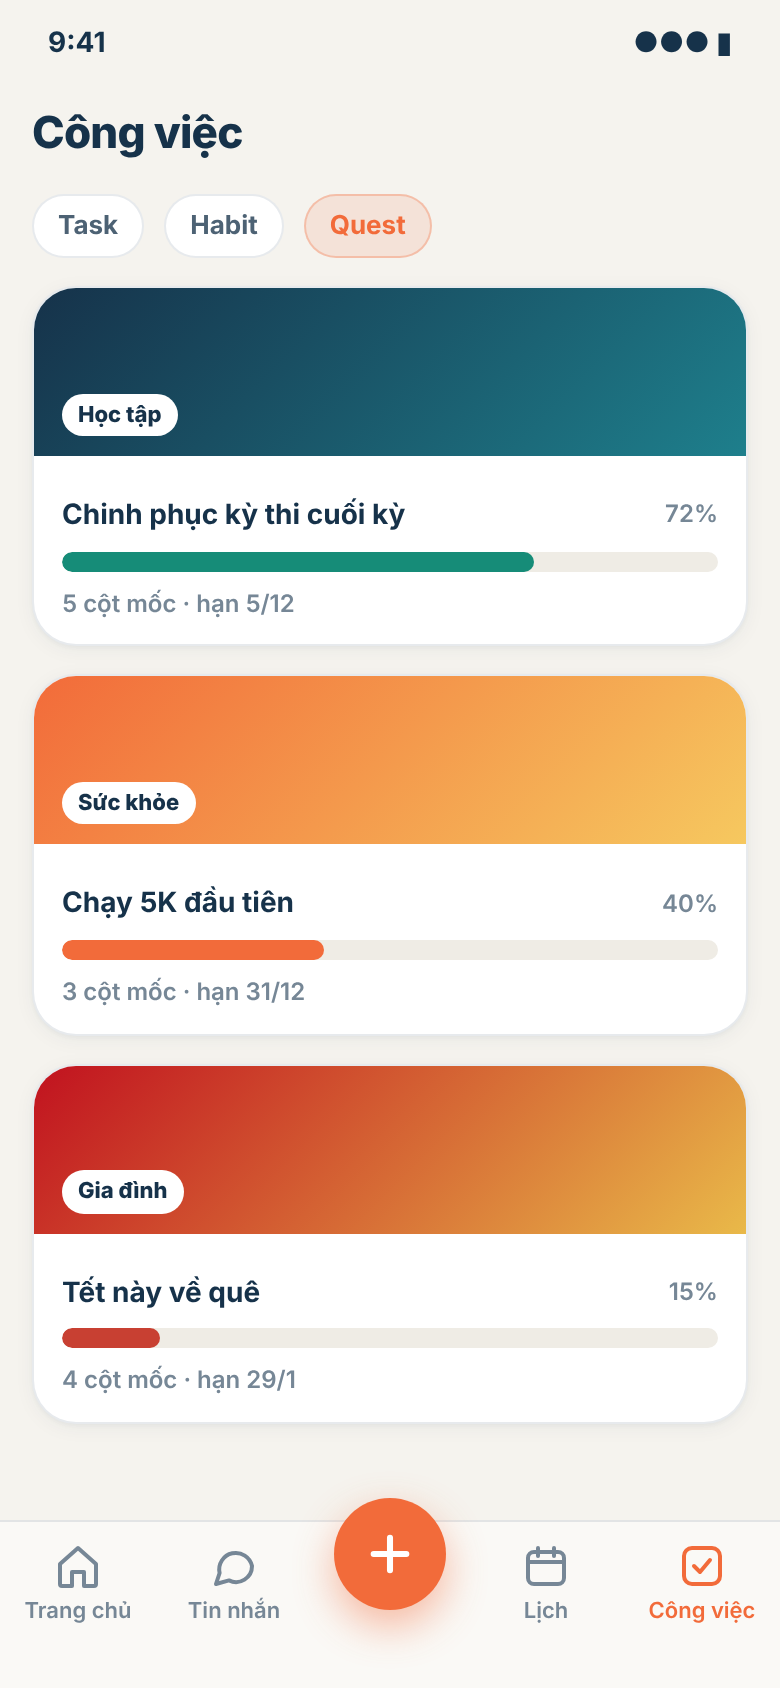 9:41
Công việc
Task Habit Quest
Học tập
Chinh phục kỳ thi cuối kỳ 72%
5 cột mốc · hạn 5/12
Sức khỏe
Chạy 5K đầu tiên 40%
3 cột mốc · hạn 31/12
Gia đình
Tết này về quê 15%
4 cột mốc · hạn 29/1
Trang chủ Tin nhắn Lịch Công việc